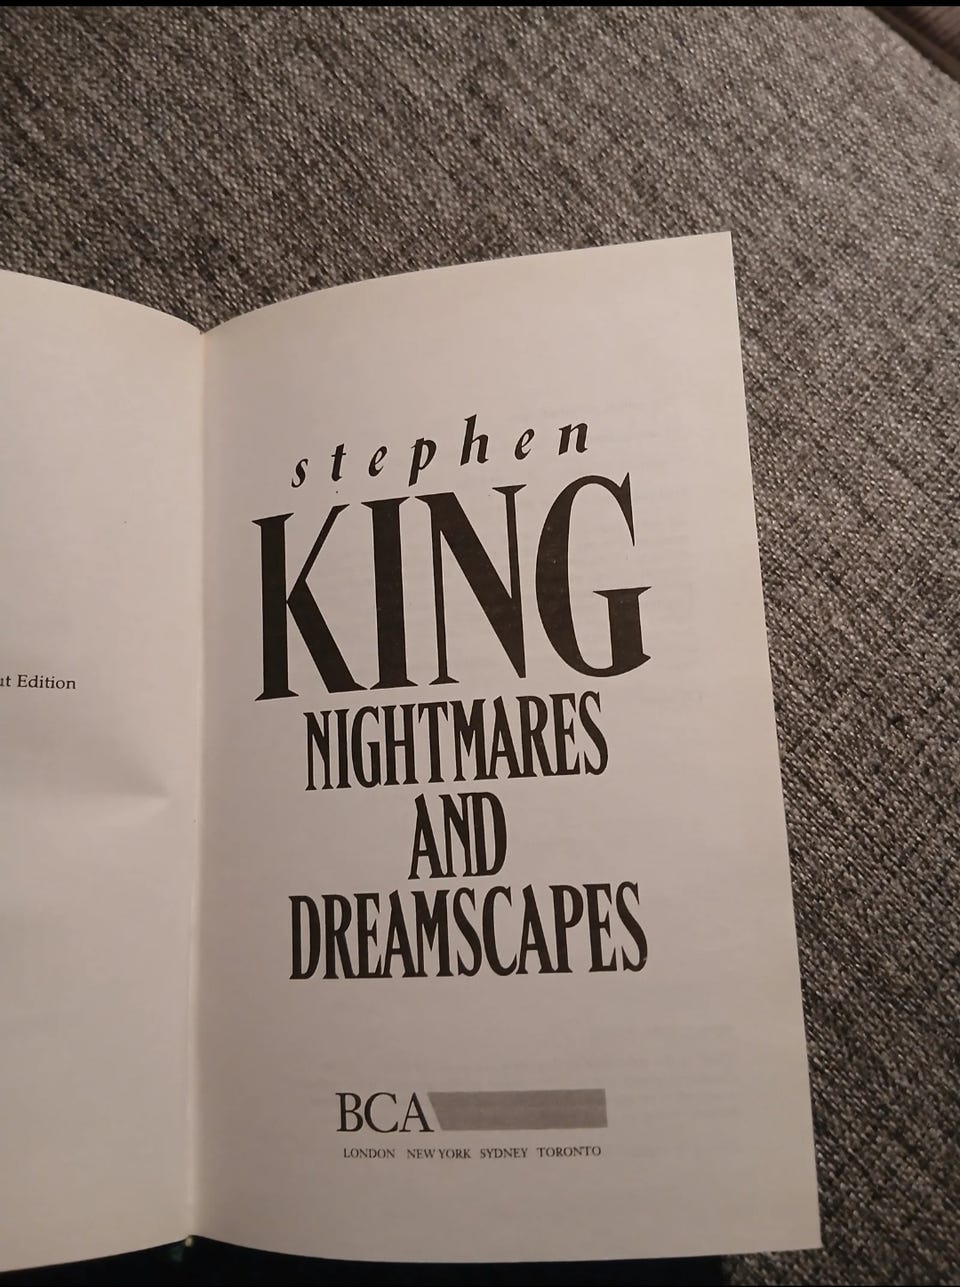 ut Edition
stephen
KING
NIGHTMARES
AND
DREAMSCAPES
BCA
LONDON NEW YORK SYDNEY TORONTO